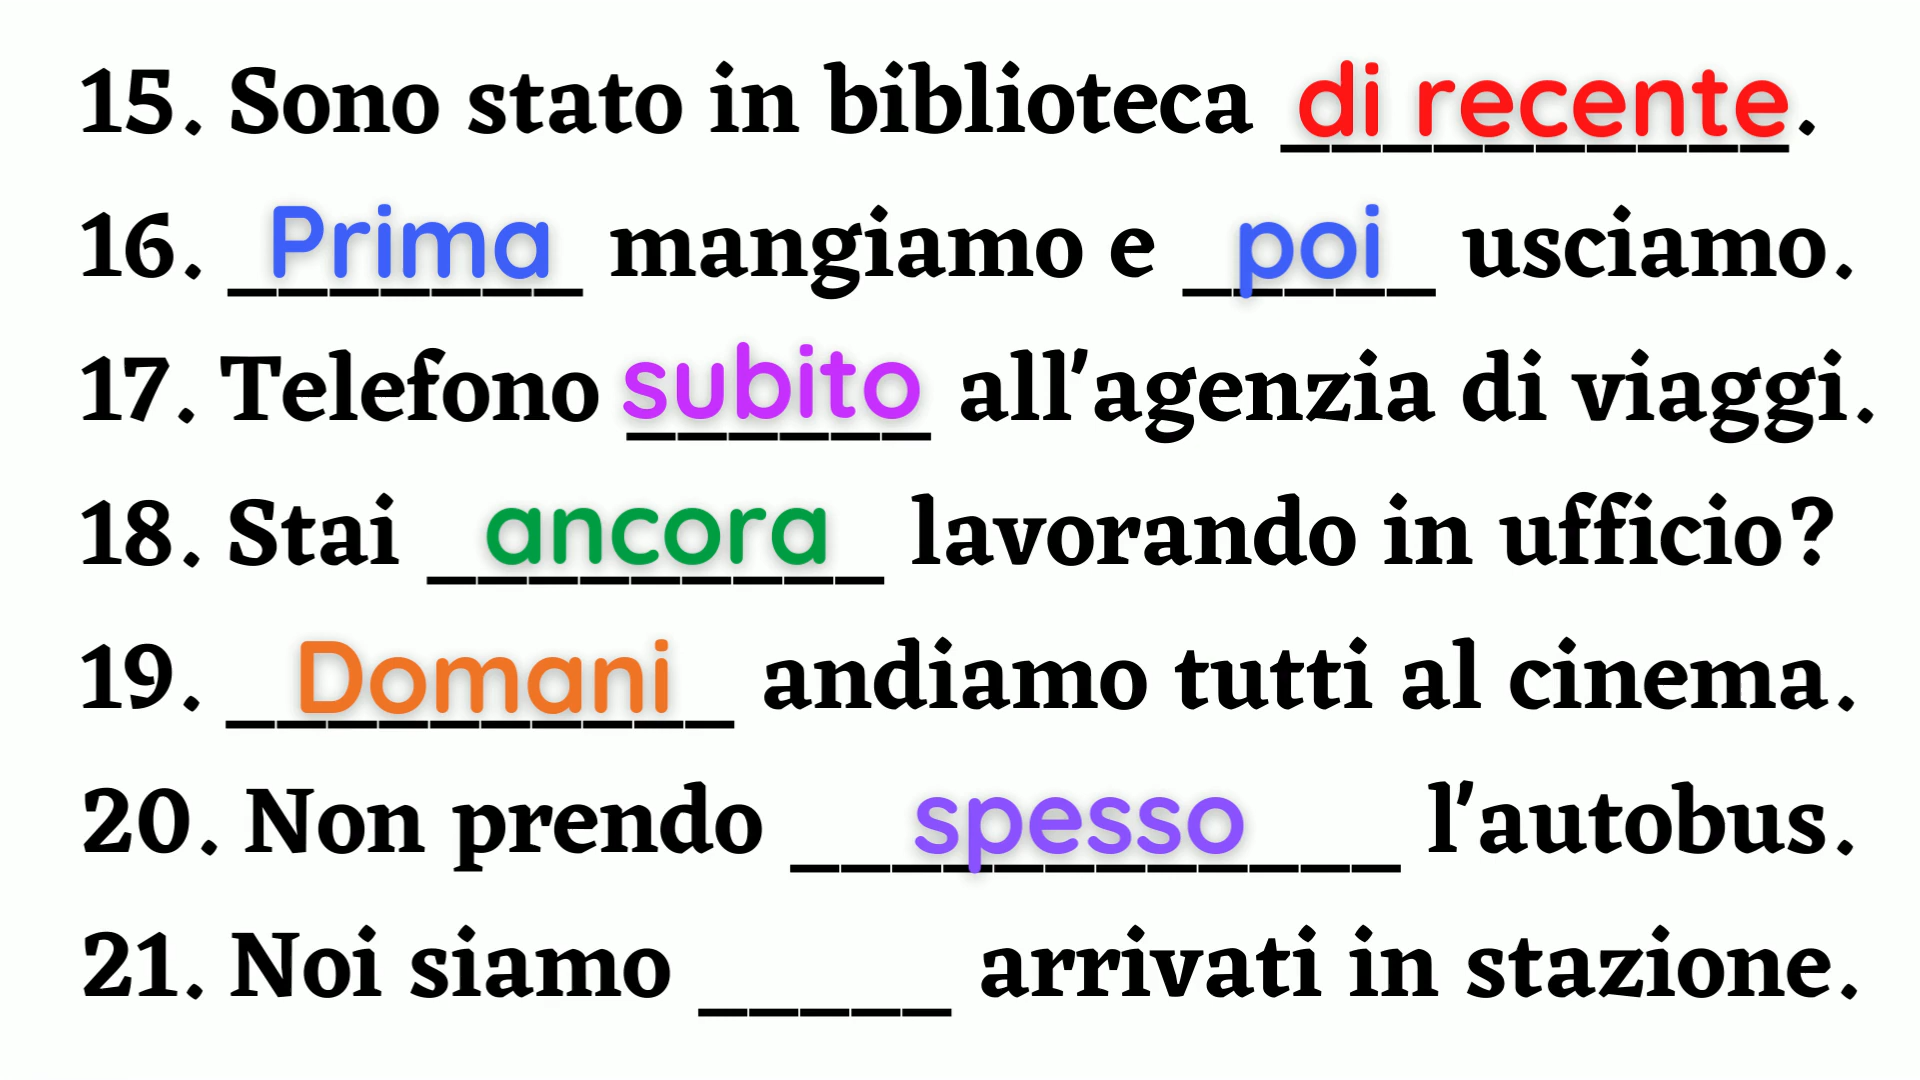 15. Sono stato in biblioteca di recente.
16. Prima mangiamo e poi usciamo.
17. Telefono subito all'agenzia di viaggi.
18. Stai ancora lavorando in ufficio?
19. Domani andiamo tutti al cinema.
20. Non prendo spesso l'autobus.
21. Noi siamo _____ arrivati in stazione.